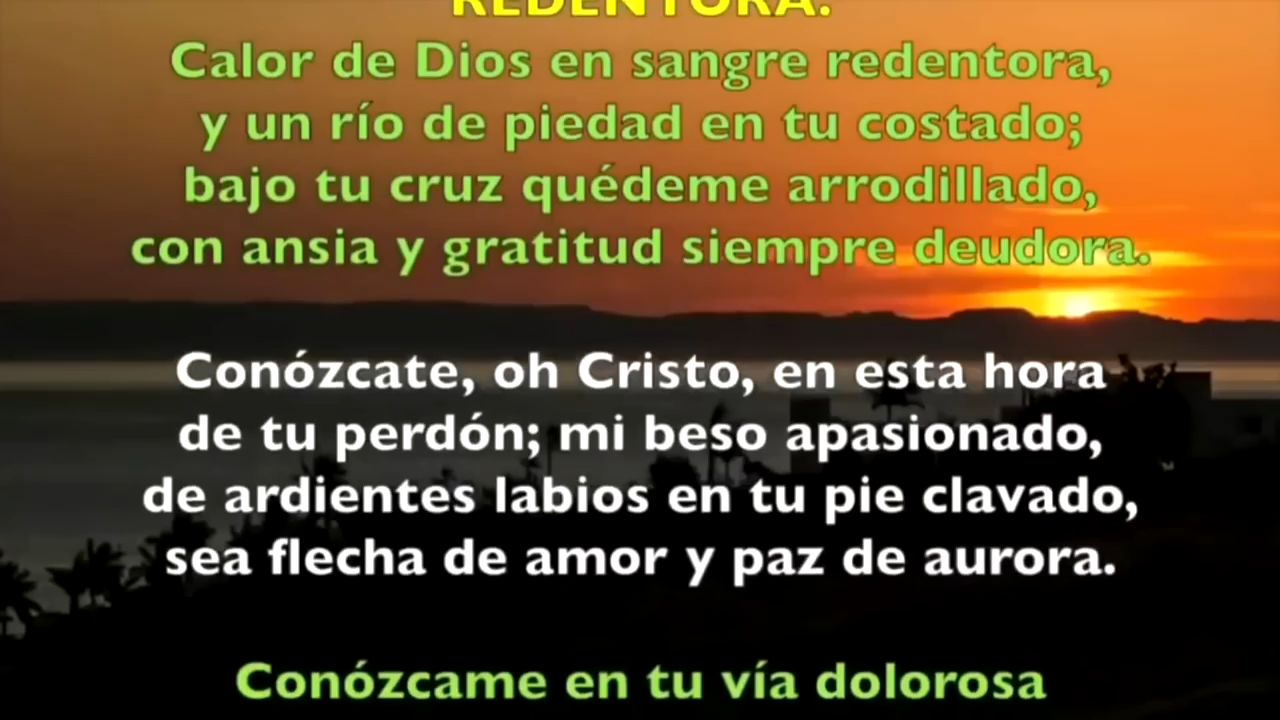 REDENTORA.
Calor de Dios en sangre redentora,
y un río de piedad en tu costado;
bajo tu cruz quédeme arrodillado,
con ansia y gratitud siempre deudora.
Conózcate, oh Cristo, en esta hora
de tu perdón; mi beso apasionado,
de ardientes labios en tu pie clavado,
sea flecha de amor y paz de aurora.
Conózcame en tu vía dolorosa